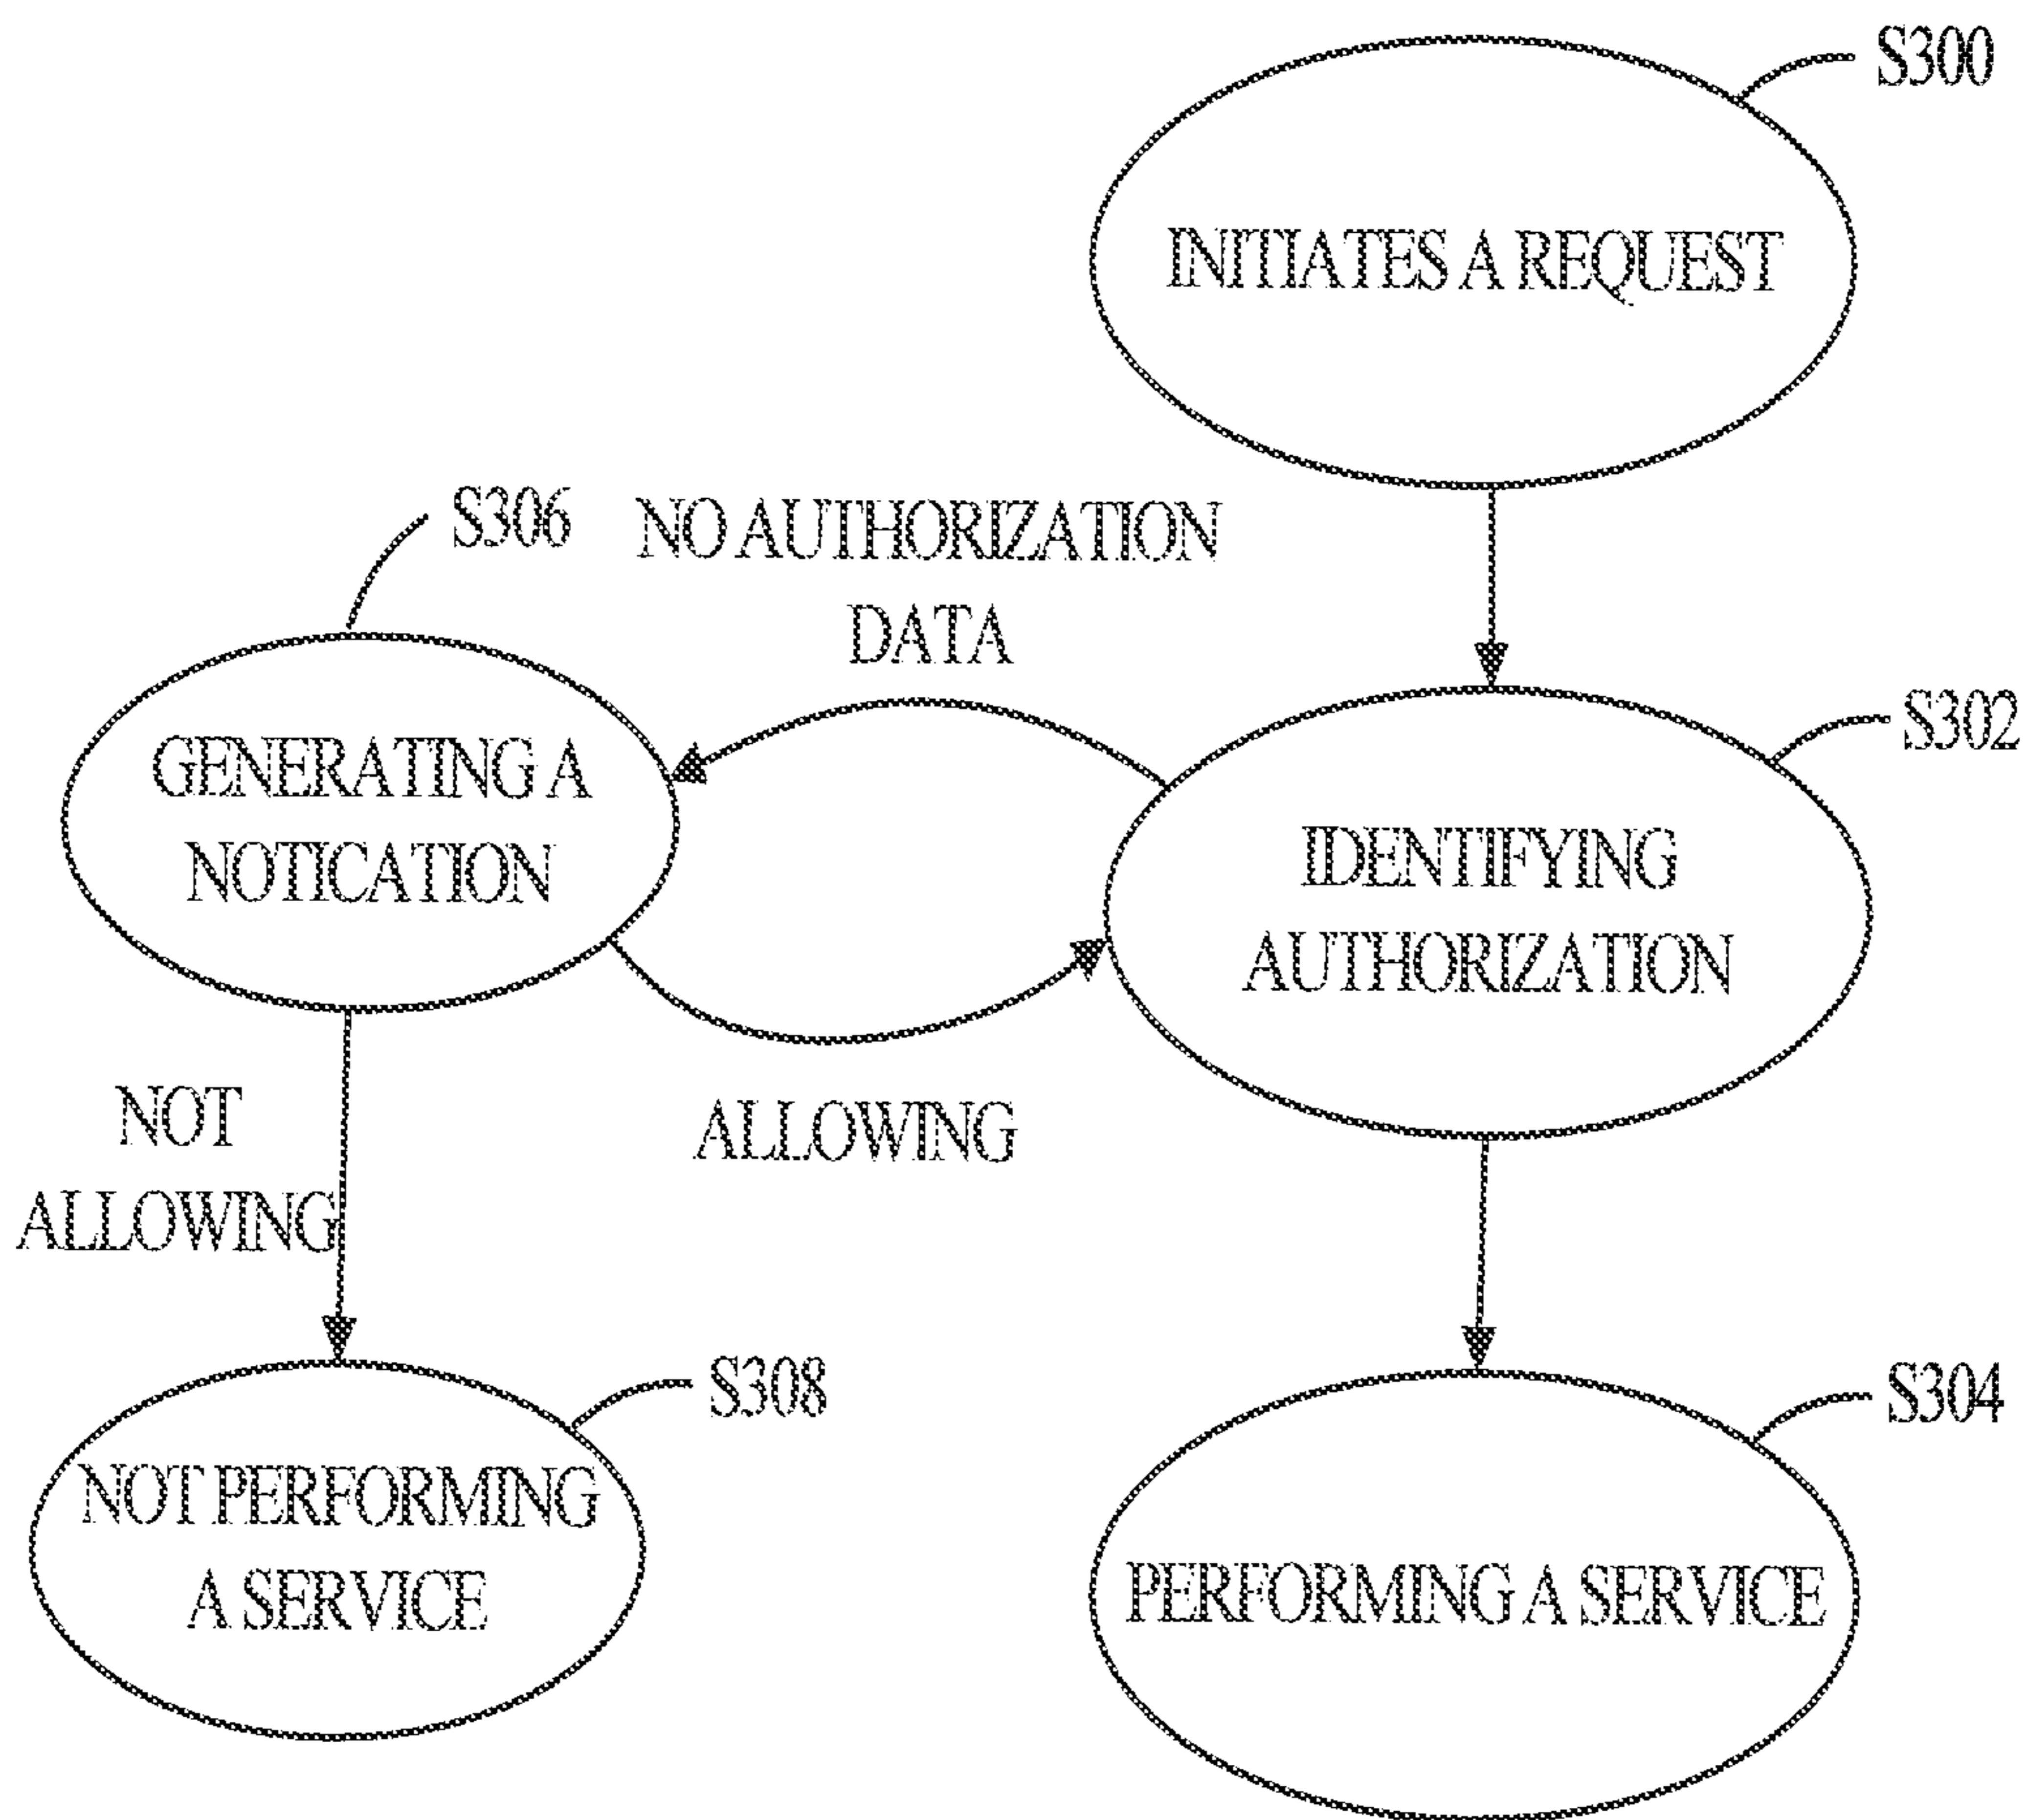 S300
INITIATES A REQUEST
S306
NO AUTHORIZATION
DATA
S302
GENERATING A
NOTICATION
IDENTIFYING
AUTHORIZATION
NOT
ALLOWING
ALLOWING
S308
S304
NOT PERFORMING
A SERVICE
PERFORMING A SERVICE